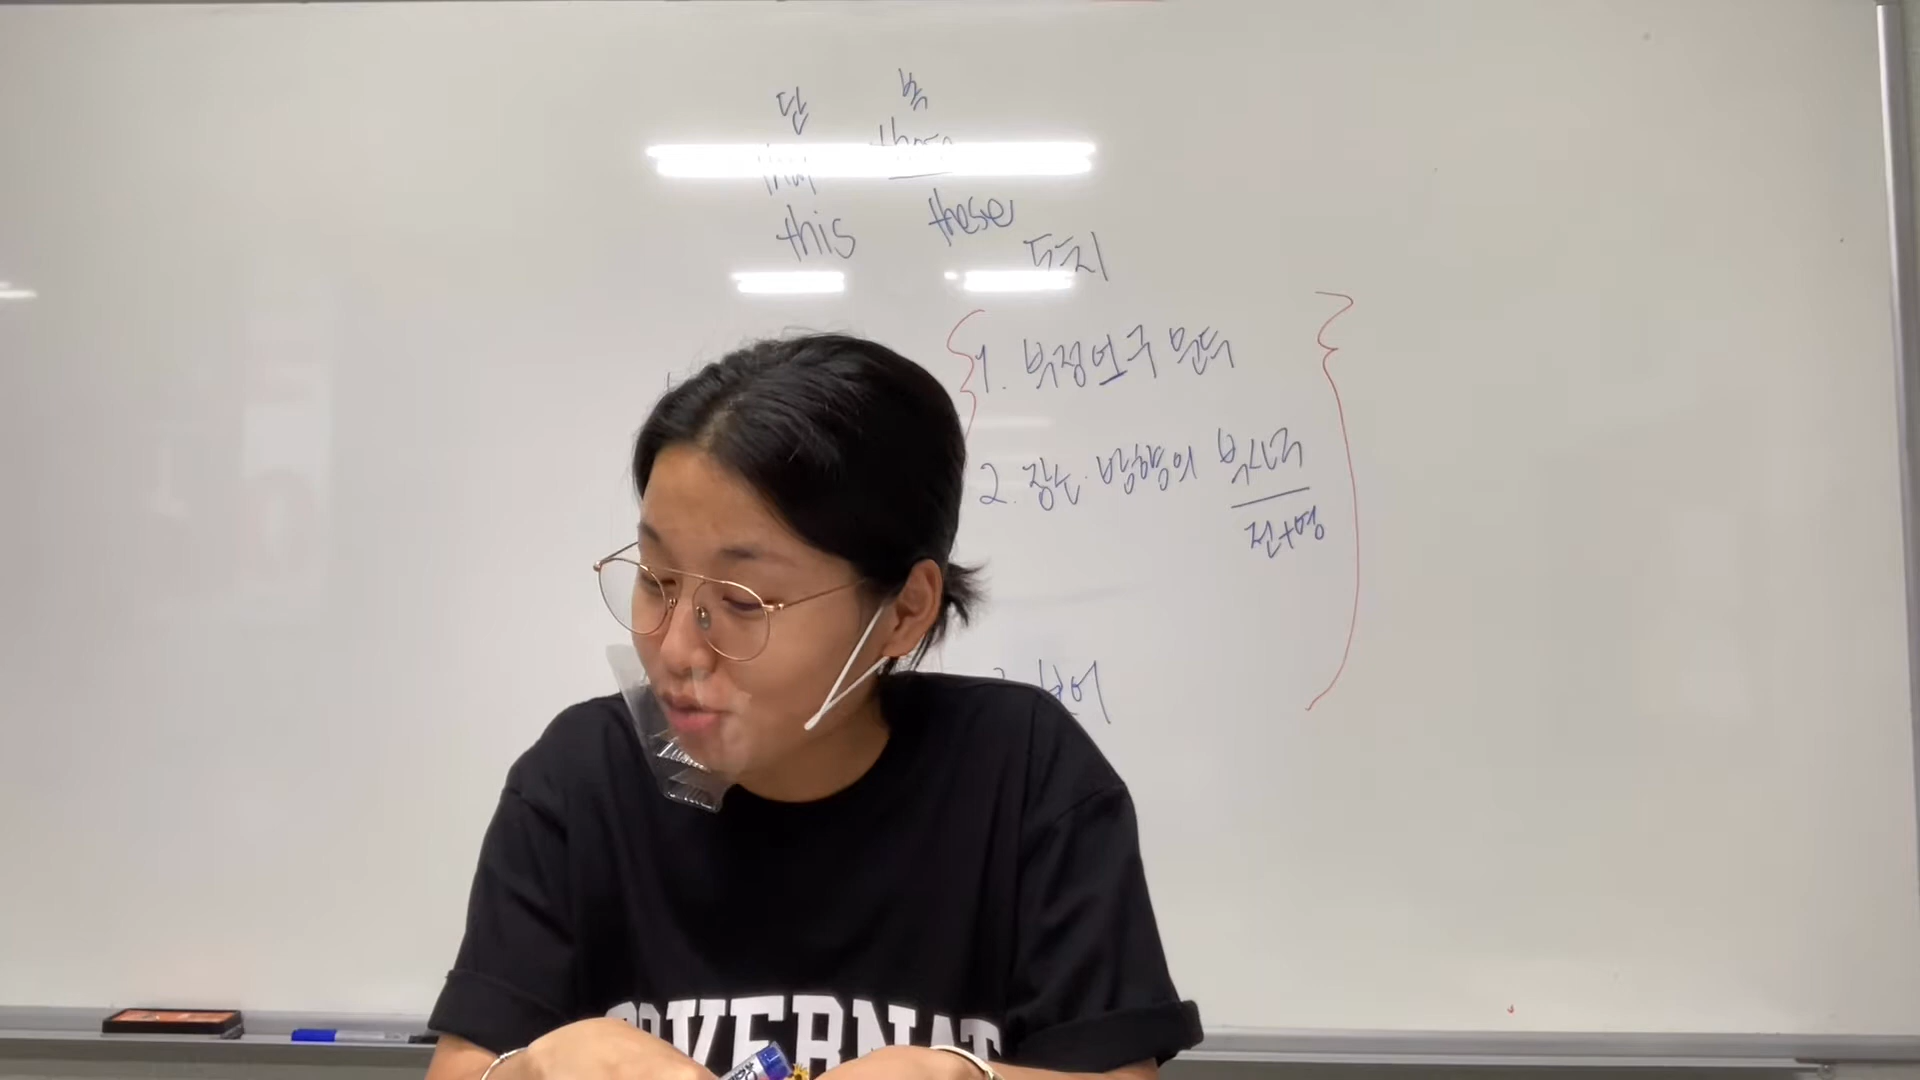 단 복
those
this these
도치
1. 부정어구 문두
2. 장소·방향의 부사구
전+명
보어
GOVERNAT